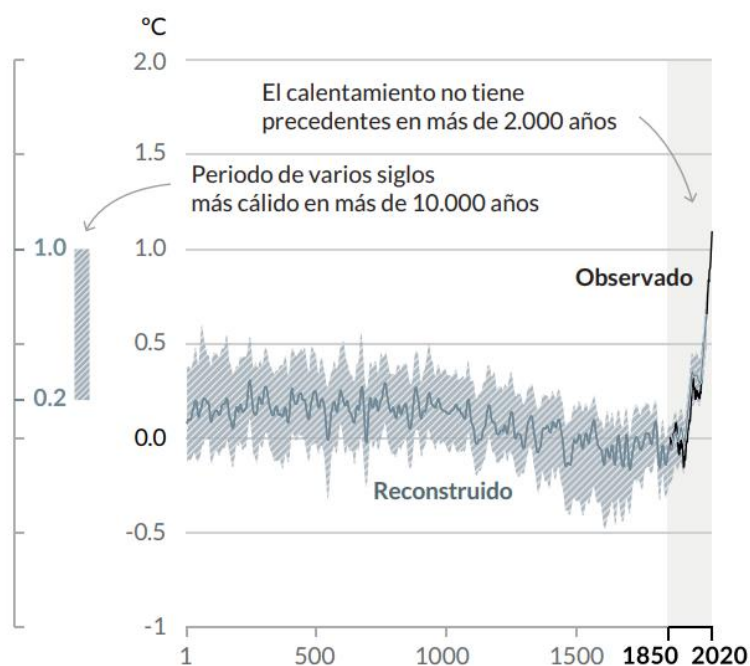 °C
2.0
El calentamiento no tiene
precedentes en más de 2.000 años
1.5
Periodo de varios siglos
más cálido en más de 10.000 años
1.0
1.0
Observado
0.5
0.2
0.0
Reconstruido
-0.5
-1
1 500 1000 1500 1850 2020